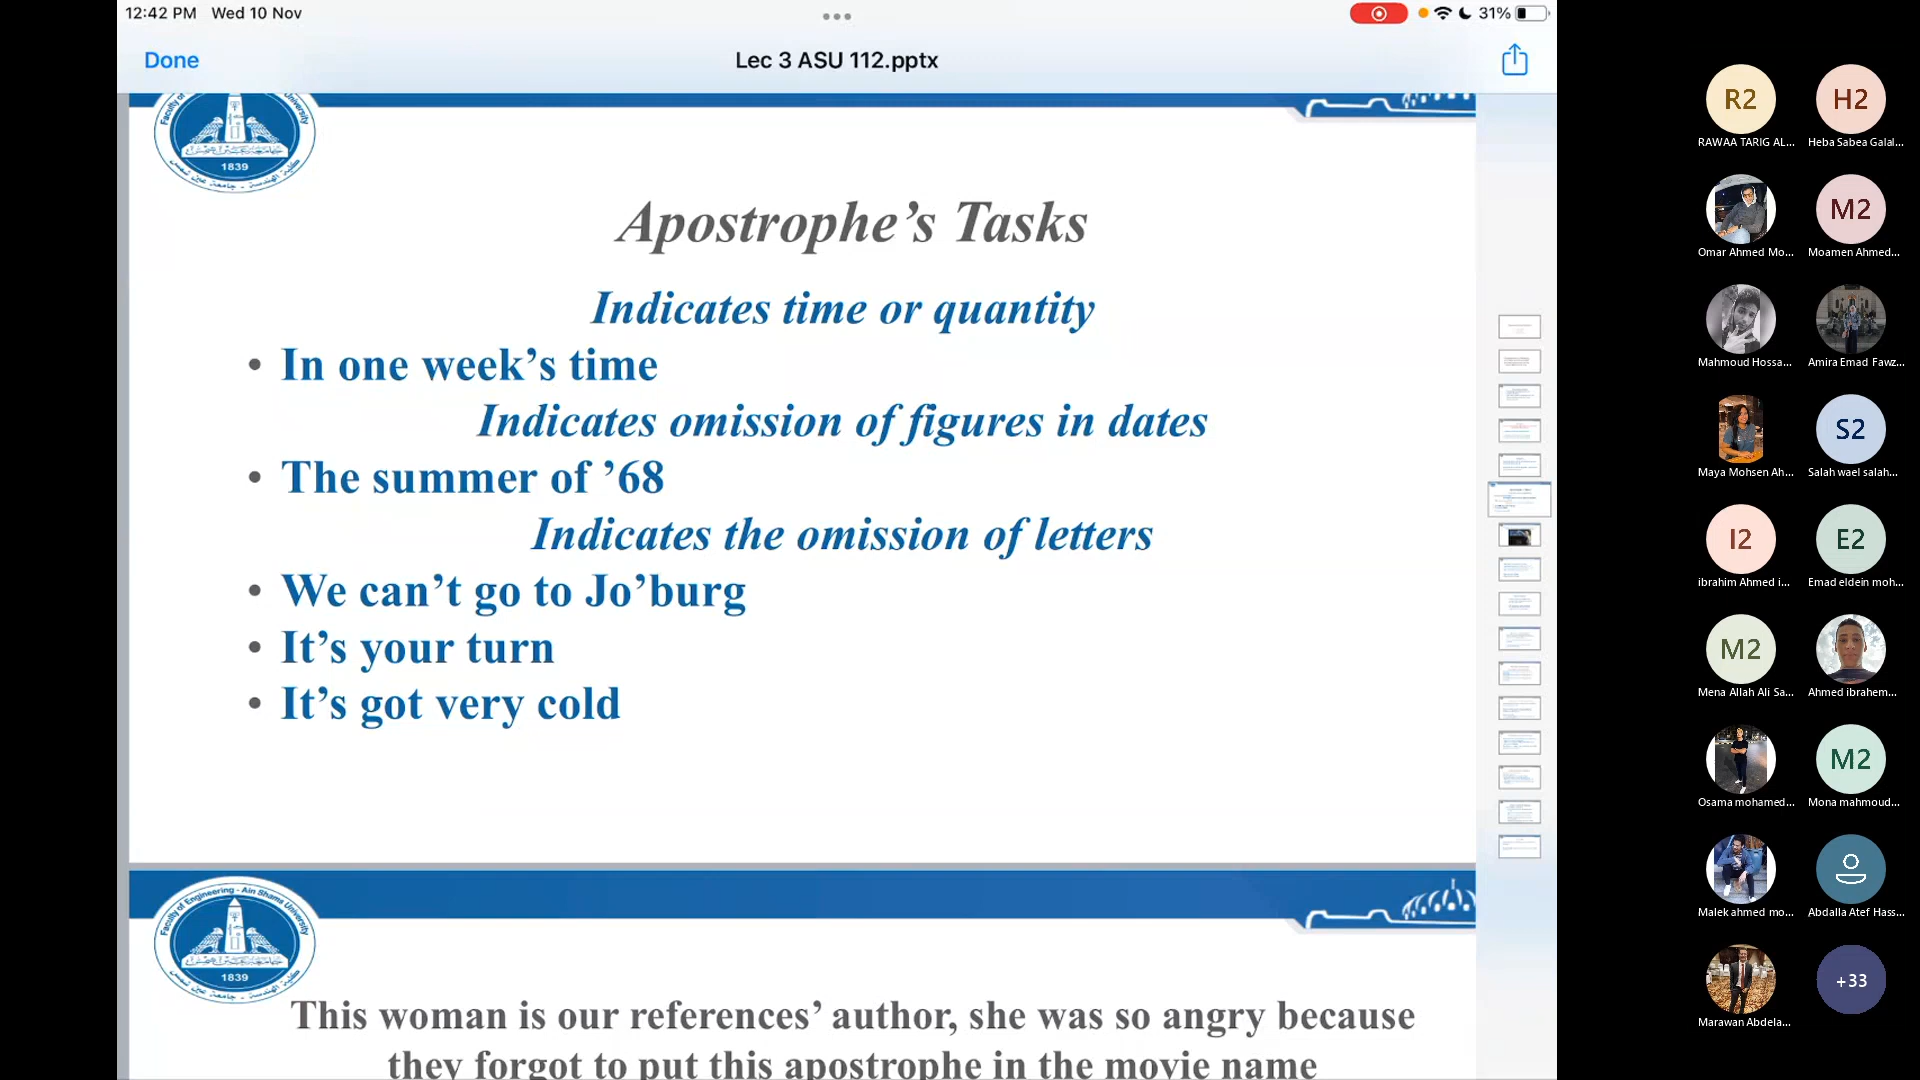 12:42 PM Wed 10 Nov
31%
Done
Lec 3 ASU 112.pptx
1839
Apostrophe’s Tasks
Indicates time or quantity
• In one week’s time
Indicates omission of figures in dates
• The summer of ’68
Indicates the omission of letters
• We can’t go to Jo’burg
• It’s your turn
• It’s got very cold
Faculty of Engineering - Ain Shams University
1839
This woman is our references’ author, she was so angry because
they forgot to put this apostrophe in the movie name
R2
H2
RAWAA TARIG AL...
Heba Sabea Galal...
M2
Omar Ahmed Mo...
Moamen Ahmed...
Mahmoud Hossa...
Amira Emad Fawz...
S2
Maya Mohsen Ah...
Salah wael salah...
I2
E2
ibrahim Ahmed i...
Emad eldein moh...
M2
Mena Allah Ali Sa...
Ahmed ibrahem...
M2
Osama mohamed...
Mona mahmoud...
Malek ahmed mo...
Abdalla Atef Hass...
+33
Marawan Abdela...